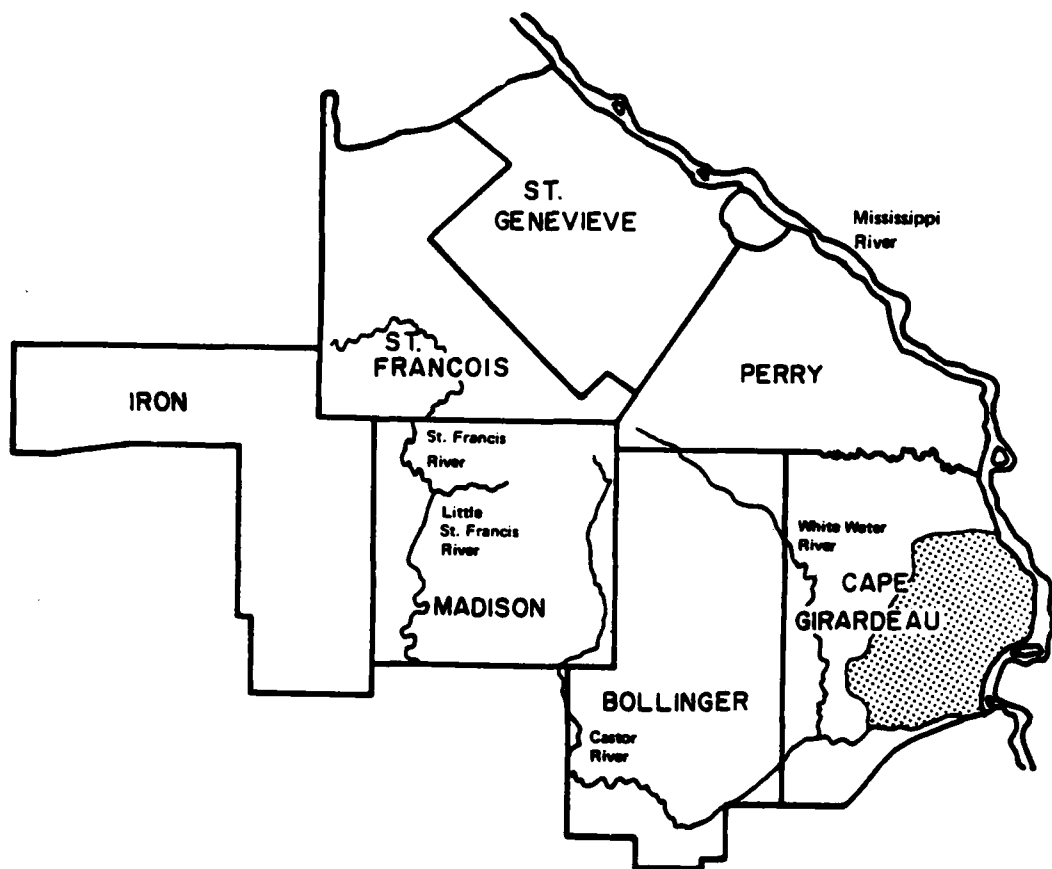 ST.
GENEVIEVE
Mississippi
River
ST.
FRANCOIS
PERRY
IRON
St. Francis
River
Little
St. Francis
River
White Water
River
CAPE
GIRARDEAU
MADISON
BOLLINGER
Castor
River